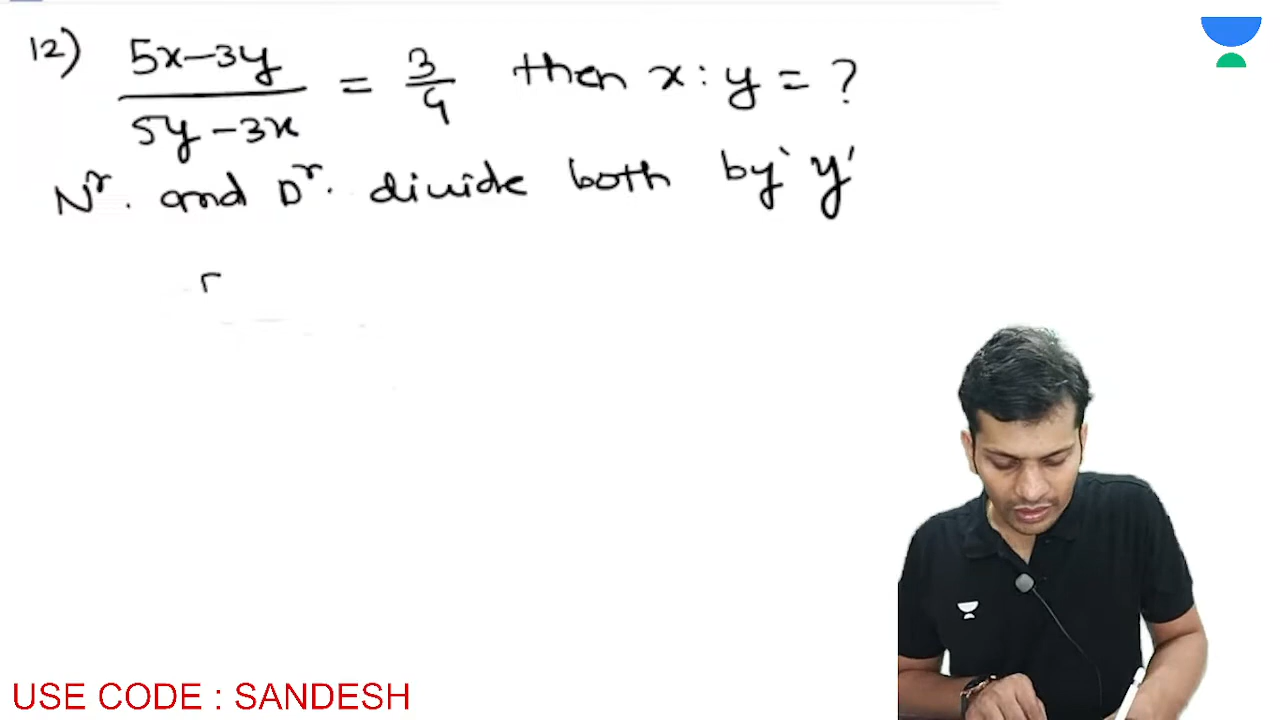 12) 5x-3y / 5y-3x = 3/4 then x : y = ?
Nʳ. and Dʳ. divide both by 'y'
USE CODE : SANDESH